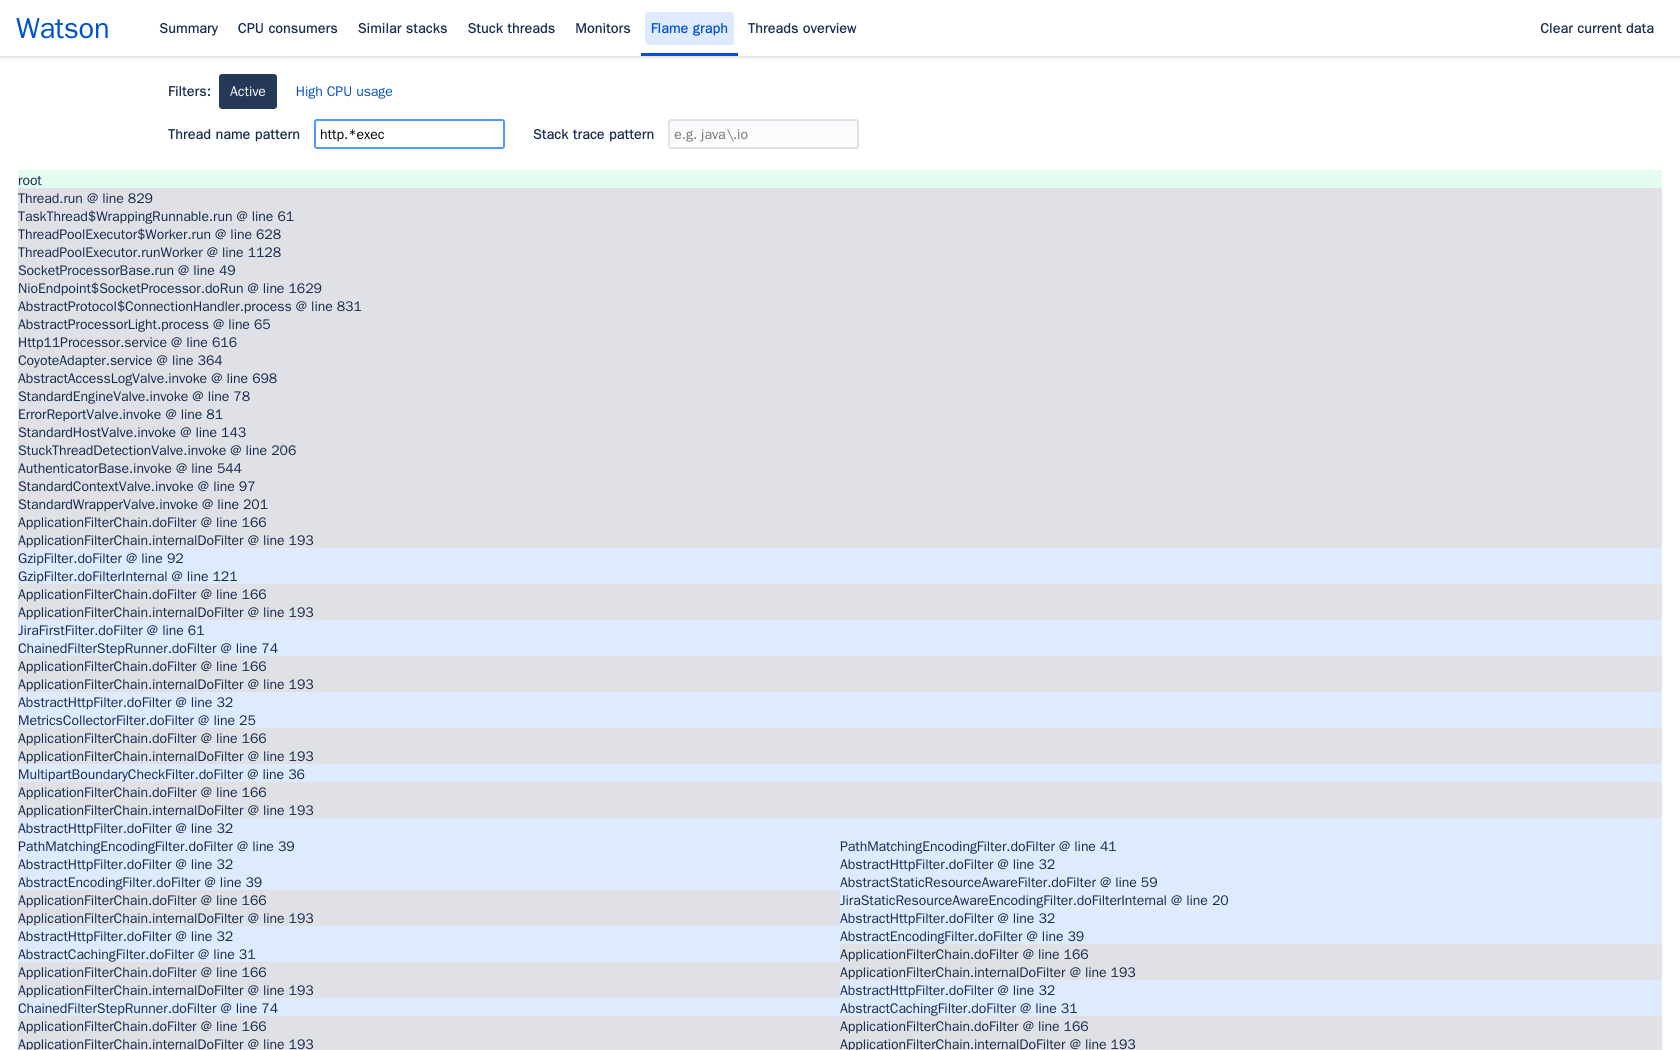 Watson Summary CPU consumers Similar stacks Stuck threads Monitors Flame graph Threads overview Clear current data
Filters: Active High CPU usage
Thread name pattern http.*exec Stack trace pattern e.g. java\.io
root
Thread.run @ line 829
TaskThread$WrappingRunnable.run @ line 61
ThreadPoolExecutor$Worker.run @ line 628
ThreadPoolExecutor.runWorker @ line 1128
SocketProcessorBase.run @ line 49
NioEndpoint$SocketProcessor.doRun @ line 1629
AbstractProtocol$ConnectionHandler.process @ line 831
AbstractProcessorLight.process @ line 65
Http11Processor.service @ line 616
CoyoteAdapter.service @ line 364
AbstractAccessLogValve.invoke @ line 698
StandardEngineValve.invoke @ line 78
ErrorReportValve.invoke @ line 81
StandardHostValve.invoke @ line 143
StuckThreadDetectionValve.invoke @ line 206
AuthenticatorBase.invoke @ line 544
StandardContextValve.invoke @ line 97
StandardWrapperValve.invoke @ line 201
ApplicationFilterChain.doFilter @ line 166
ApplicationFilterChain.internalDoFilter @ line 193
GzipFilter.doFilter @ line 92
GzipFilter.doFilterInternal @ line 121
ApplicationFilterChain.doFilter @ line 166
ApplicationFilterChain.internalDoFilter @ line 193
JiraFirstFilter.doFilter @ line 61
ChainedFilterStepRunner.doFilter @ line 74
ApplicationFilterChain.doFilter @ line 166
ApplicationFilterChain.internalDoFilter @ line 193
AbstractHttpFilter.doFilter @ line 32
MetricsCollectorFilter.doFilter @ line 25
ApplicationFilterChain.doFilter @ line 166
ApplicationFilterChain.internalDoFilter @ line 193
MultipartBoundaryCheckFilter.doFilter @ line 36
ApplicationFilterChain.doFilter @ line 166
ApplicationFilterChain.internalDoFilter @ line 193
AbstractHttpFilter.doFilter @ line 32
PathMatchingEncodingFilter.doFilter @ line 39 PathMatchingEncodingFilter.doFilter @ line 41
AbstractHttpFilter.doFilter @ line 32 AbstractHttpFilter.doFilter @ line 32
AbstractEncodingFilter.doFilter @ line 39 AbstractStaticResourceAwareFilter.doFilter @ line 59
ApplicationFilterChain.doFilter @ line 166 JiraStaticResourceAwareEncodingFilter.doFilterInternal @ line 20
ApplicationFilterChain.internalDoFilter @ line 193 AbstractHttpFilter.doFilter @ line 32
AbstractHttpFilter.doFilter @ line 32 AbstractEncodingFilter.doFilter @ line 39
AbstractCachingFilter.doFilter @ line 31 ApplicationFilterChain.doFilter @ line 166
ApplicationFilterChain.doFilter @ line 166 ApplicationFilterChain.internalDoFilter @ line 193
ApplicationFilterChain.internalDoFilter @ line 193 AbstractHttpFilter.doFilter @ line 32
ChainedFilterStepRunner.doFilter @ line 74 AbstractCachingFilter.doFilter @ line 31
ApplicationFilterChain.doFilter @ line 166 ApplicationFilterChain.doFilter @ line 166
ApplicationFilterChain.internalDoFilter @ line 193 ApplicationFilterChain.internalDoFilter @ line 193